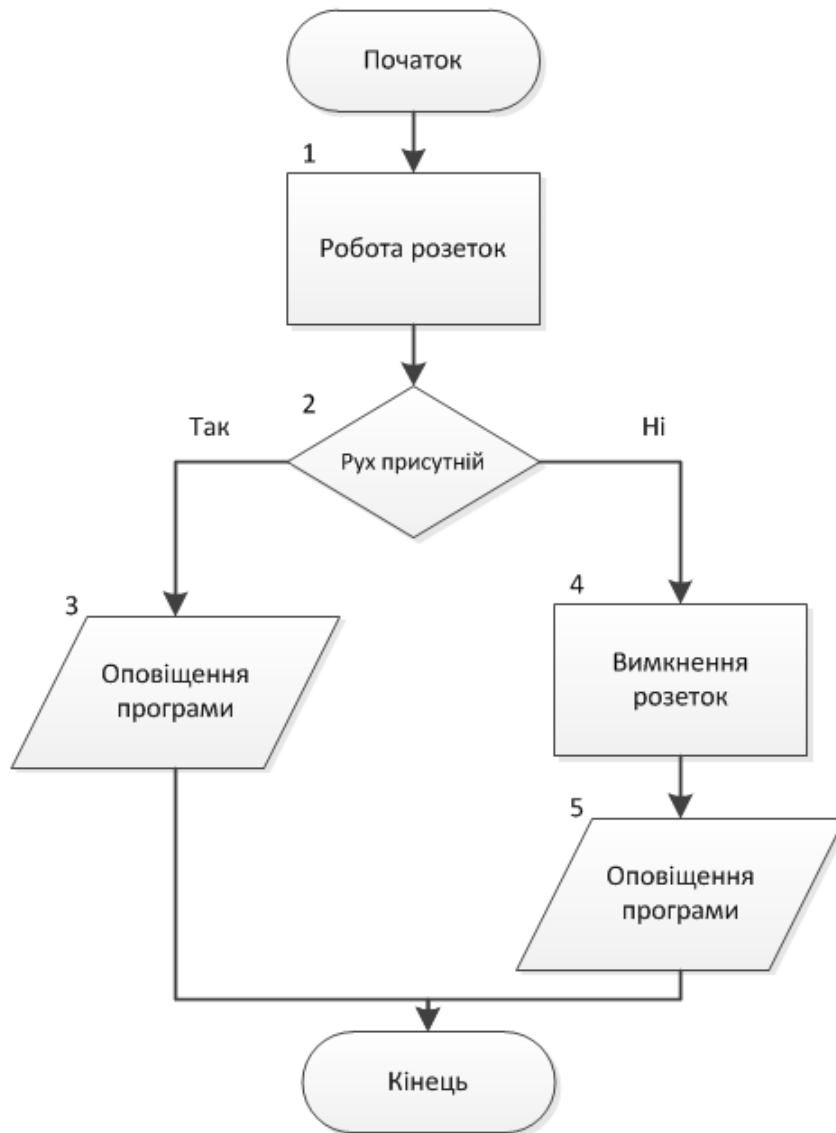 Початок
1
Робота розеток
2
Так
Ні
Рух присутній
3
Оповіщення
програми
4
Вимкнення
розеток
5
Оповіщення
програми
Кінець